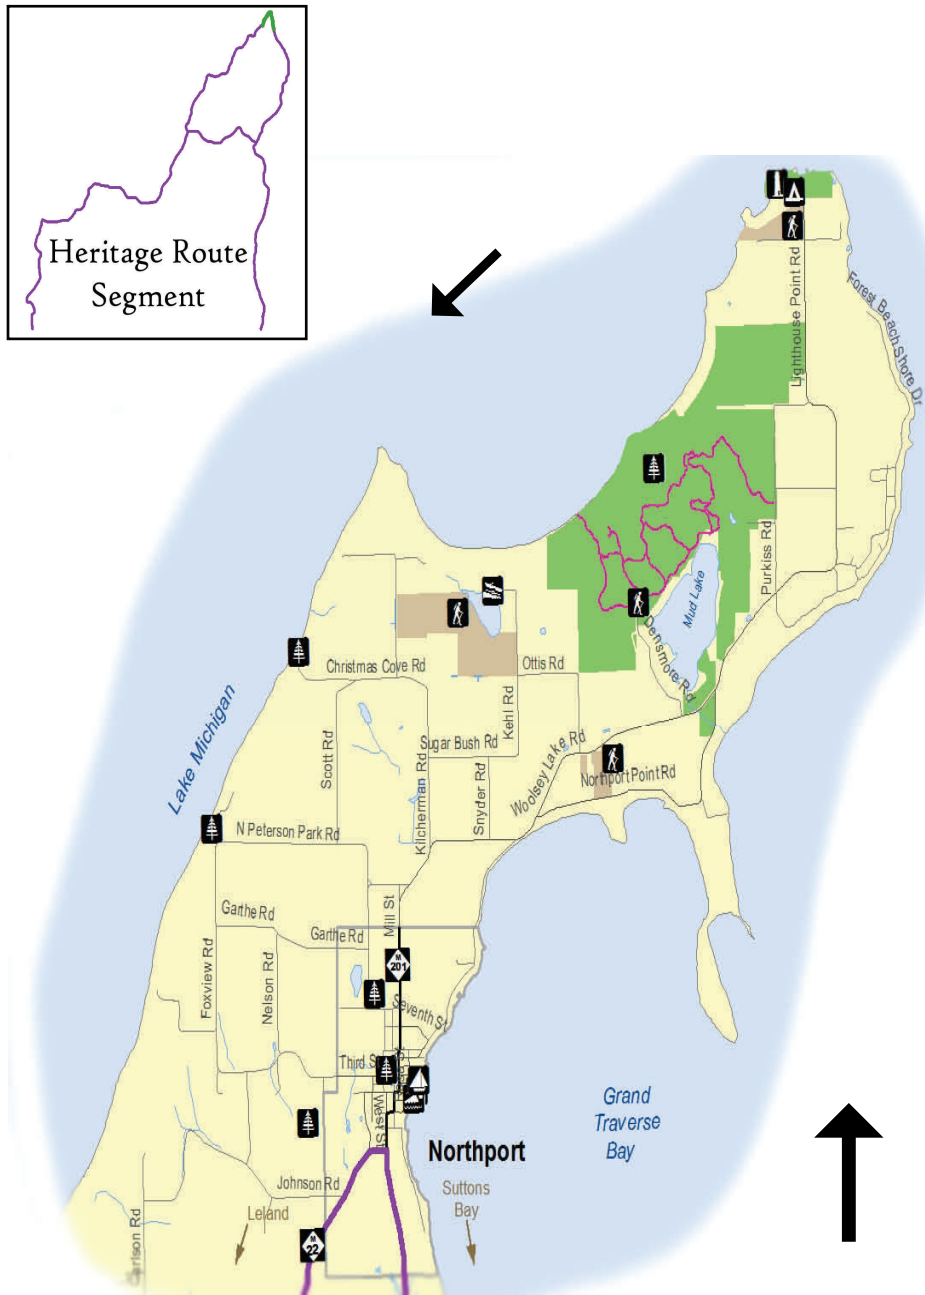 Heritage Route
Segment
Lighthouse Point Rd
Forest Beach Shore Dr
Purkiss Rd
Mud Lake
Densmore Rd
Christmas Cove Rd
Ottis Rd
Kehl Rd
Lake Michigan
Scott Rd
Sugar Bush Rd
Kilcherman Rd
Snyder Rd
Woolsey Lake Rd
Northport Point Rd
N Peterson Park Rd
Garthe Rd
Mill St
Garthe Rd
Foxview Rd
Nelson Rd
M
201
Seventh St
Third S
West St
Grand
Traverse
Bay
Northport
Johnson Rd
Suttons
Bay
Leland
M
22
Carlson Rd